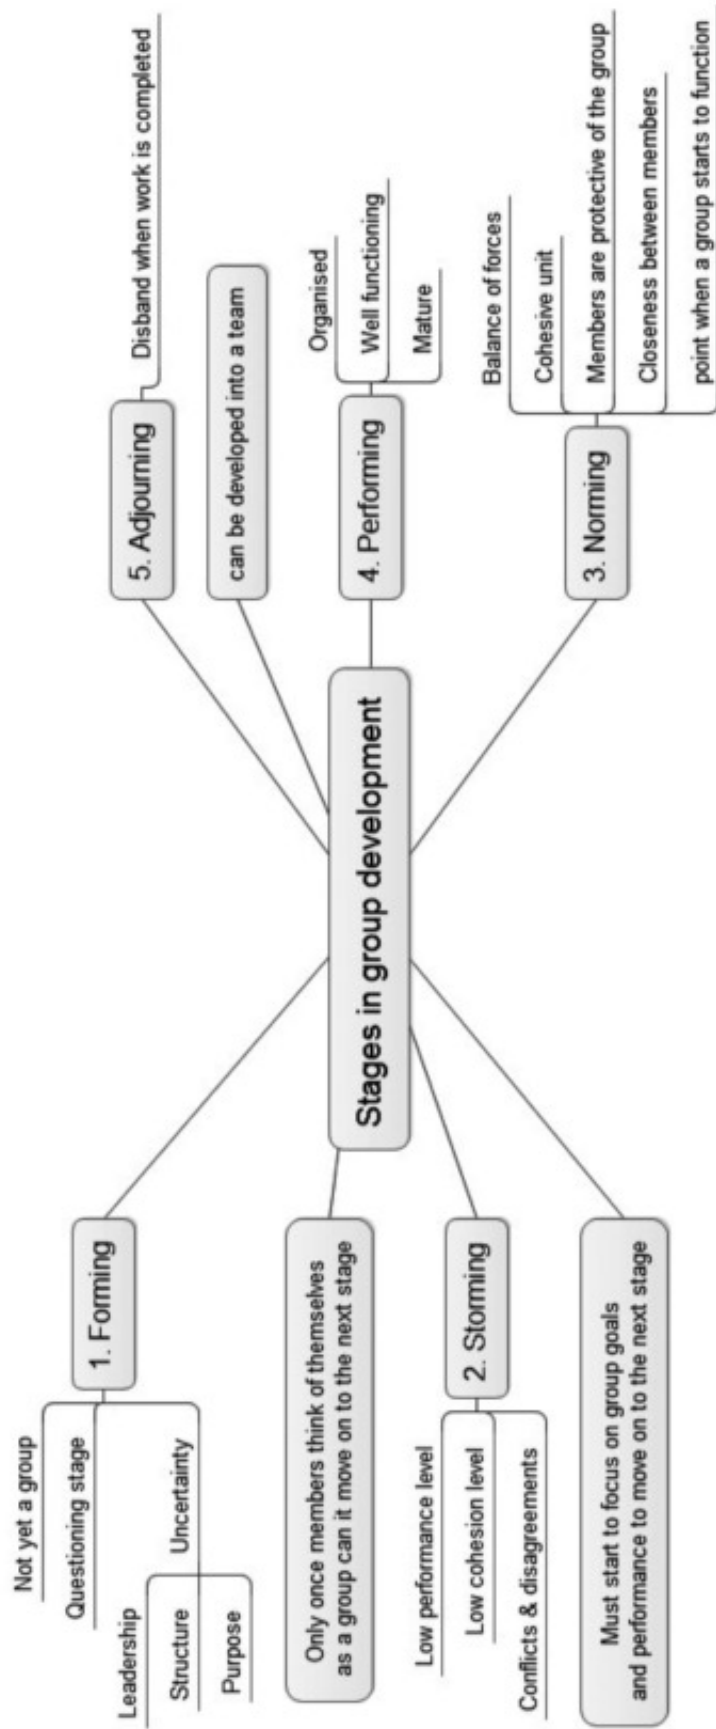 Stages in group development
1. Forming
Not yet a group
Questioning stage
Uncertainty
Leadership
Structure
Purpose
Only once members think of themselves
as a group can it move on to the next stage
2. Storming
Low performance level
Low cohesion level
Conflicts & disagreements
Must start to focus on group goals
and performance to move on to the next stage
5. Adjourning
Disband when work is completed
can be developed into a team
4. Performing
Organised
Well functioning
Mature
3. Norming
Balance of forces
Cohesive unit
Members are protective of the group
Closeness between members
point when a group starts to function